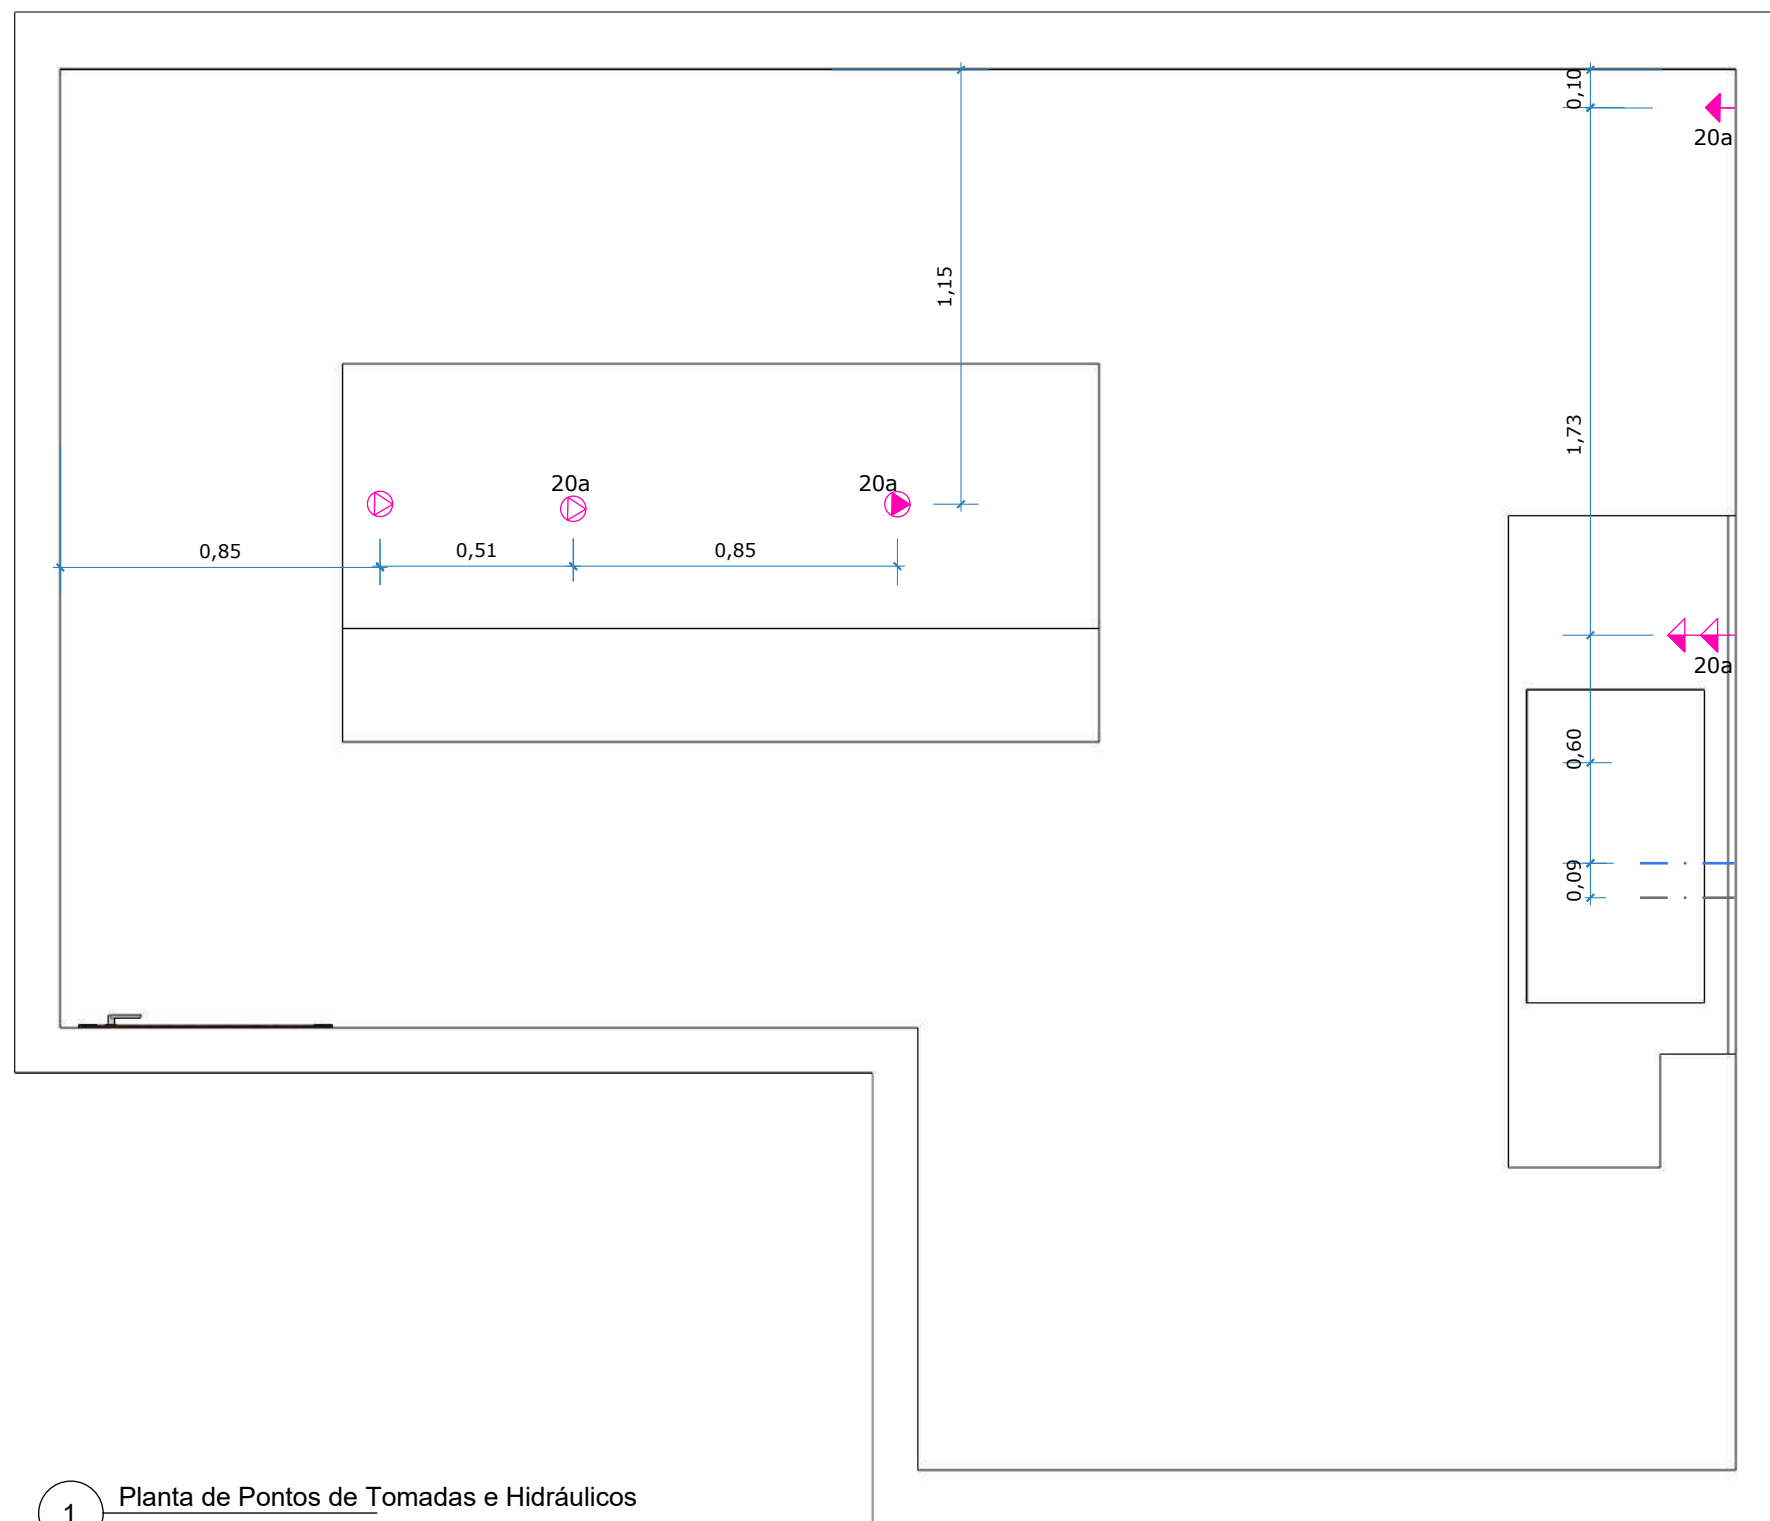 0,10
20a
1,15
1,73
20a
20a
0,85
0,51
0,85
20a
0,60
0,09
1
Planta de Pontos de Tomadas e Hidráulicos